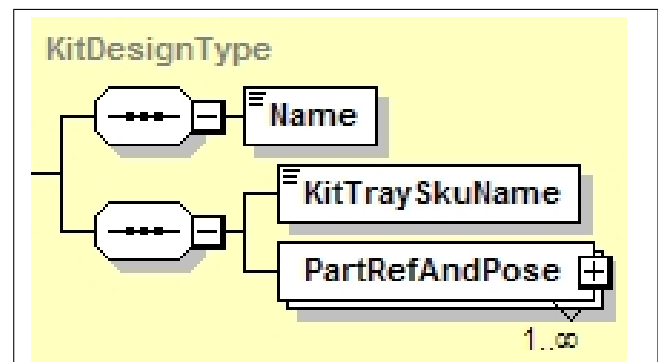 KitDesignType
Name
KitTraySkuName
PartRefAndPose
1..∞